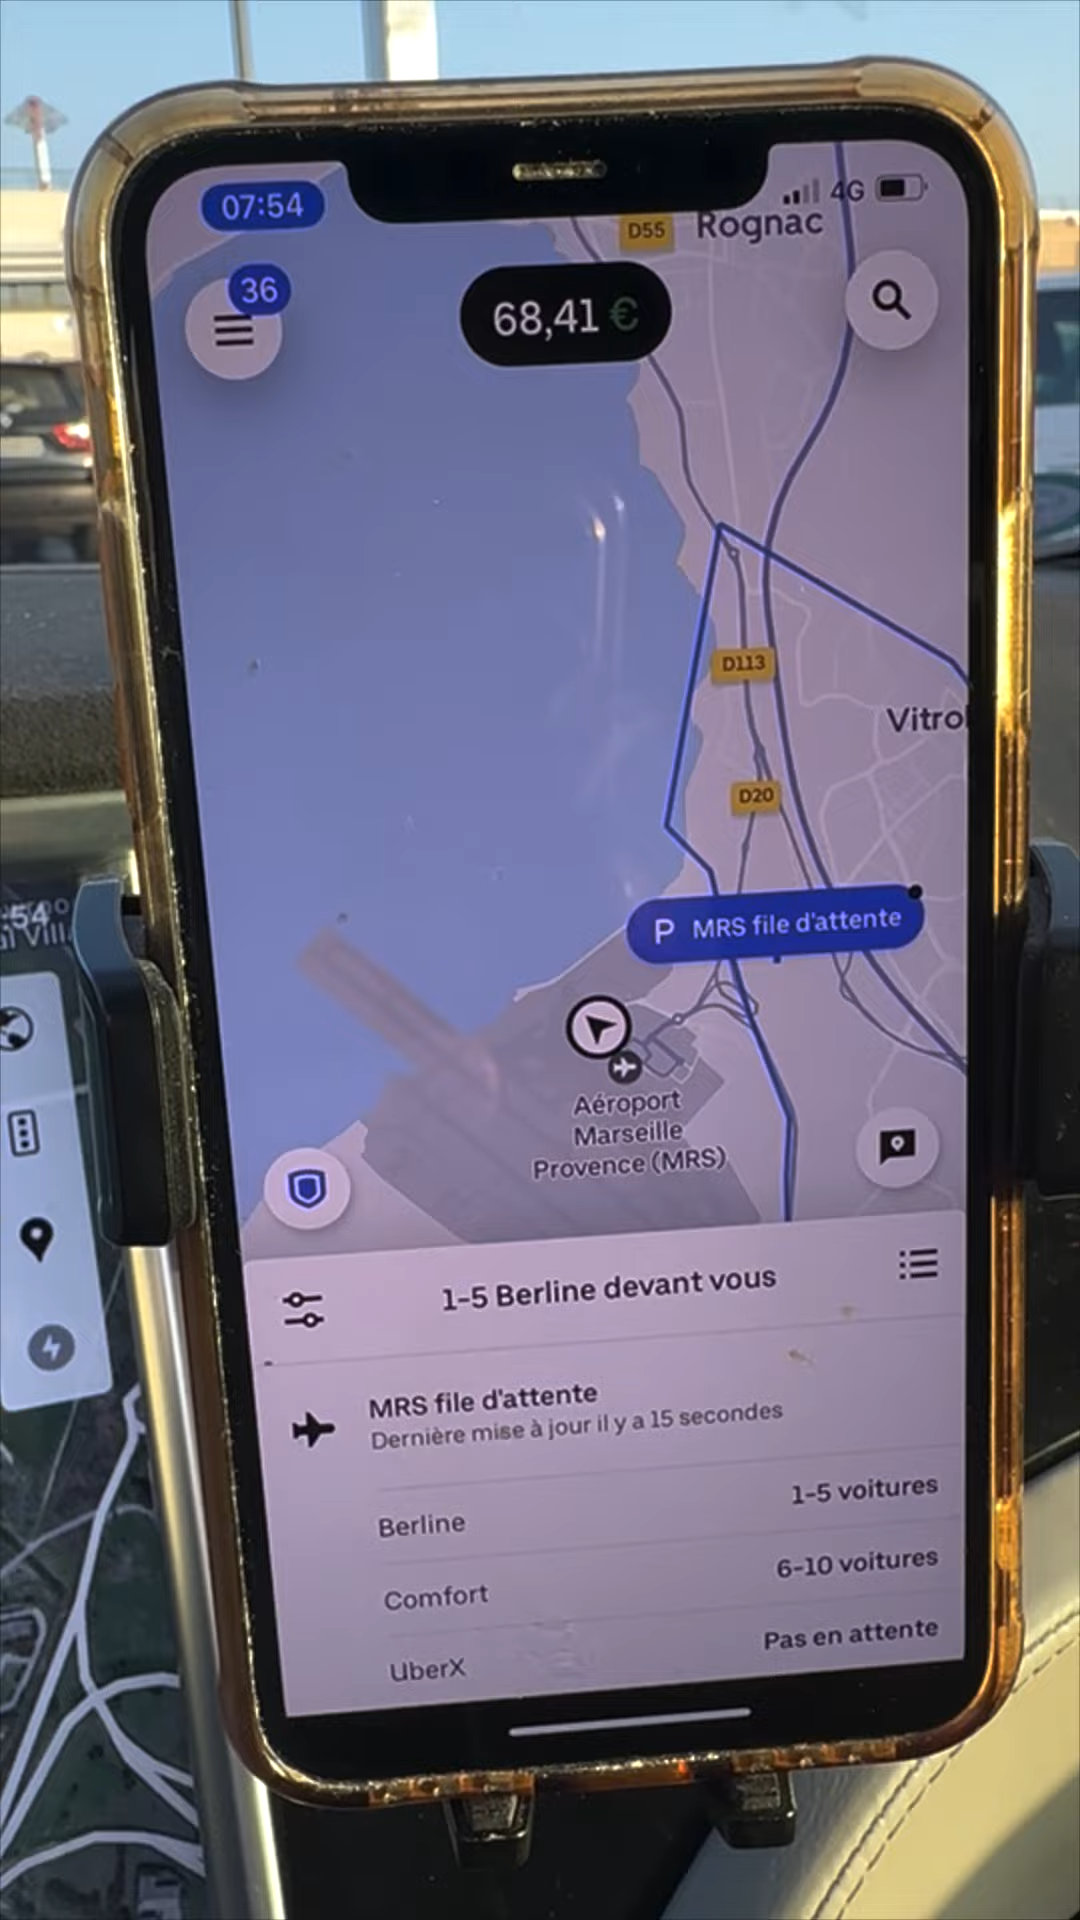 07:54
4G
D55
Rognac
36
68,41 €
D113
Vitrol
D20
P MRS file d'attente
Aéroport
Marseille
Provence (MRS)
1-5 Berline devant vous
MRS file d'attente
Dernière mise à jour il y a 15 secondes
Berline
1-5 voitures
Comfort
6-10 voitures
UberX
Pas en attente
:54